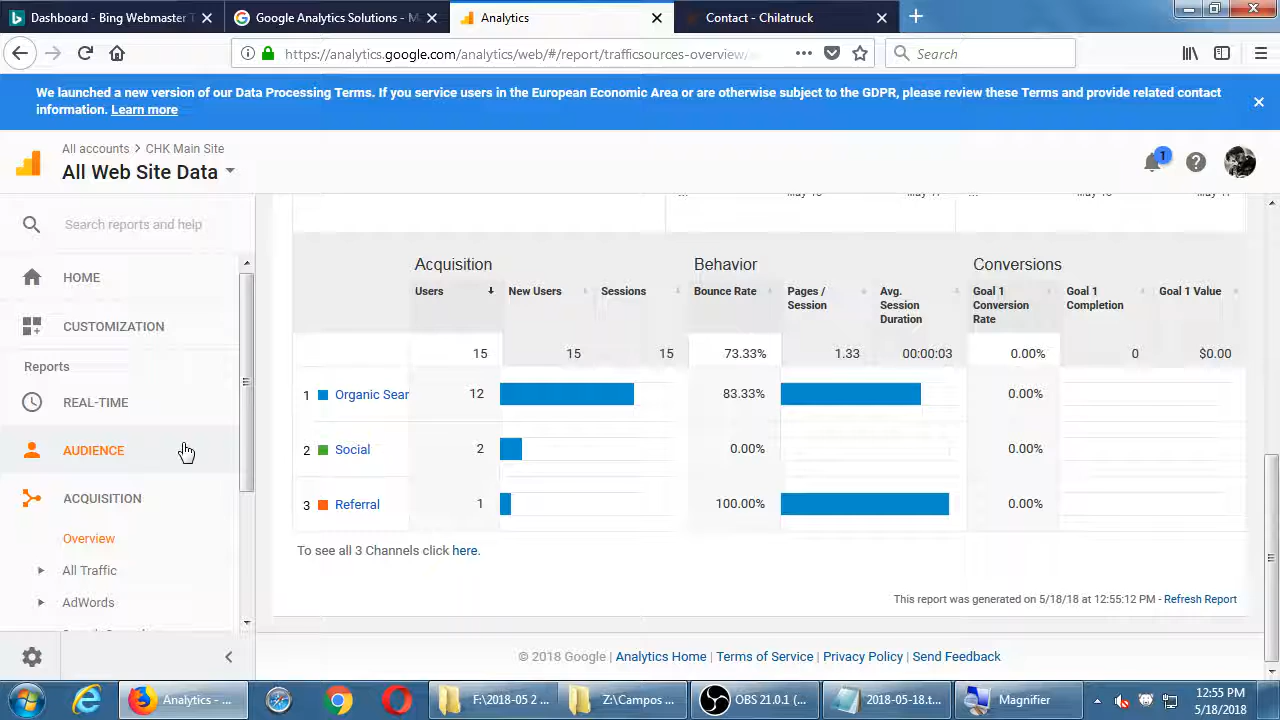 Dashboard - Bing Webmaster T
Google Analytics Solutions - M
Analytics
Contact - Chilatruck
https://analytics.google.com/analytics/web/#/report/trafficsources-overview/
Search
We launched a new version of our Data Processing Terms. If you service users in the European Economic Area or are otherwise subject to the GDPR, please review these Terms and provide related contact
information. Learn more
All accounts > CHK Main Site
All Web Site Data
1
Search reports and help
HOME
CUSTOMIZATION
Reports
REAL-TIME
AUDIENCE
ACQUISITION
Overview
All Traffic
AdWords
Acquisition Behavior Conversions
Users New Users Sessions Bounce Rate Pages / Session Avg. Session Duration Goal 1 Conversion Rate Goal 1 Completion Goal 1 Value
15 15 15 73.33% 1.33 00:00:03 0.00% 0 $0.00
1 Organic Sear 12 83.33% 0.00%
2 Social 2 0.00% 0.00%
3 Referral 1 100.00% 0.00%
To see all 3 Channels click here.
This report was generated on 5/18/18 at 12:55:12 PM - Refresh Report
© 2018 Google | Analytics Home | Terms of Service | Privacy Policy | Send Feedback
Analytics - ...
F:\2018-05 2 ...
Z:\Campos ...
OBS 21.0.1 (...
2018-05-18.t...
Magnifier
12:55 PM
5/18/2018